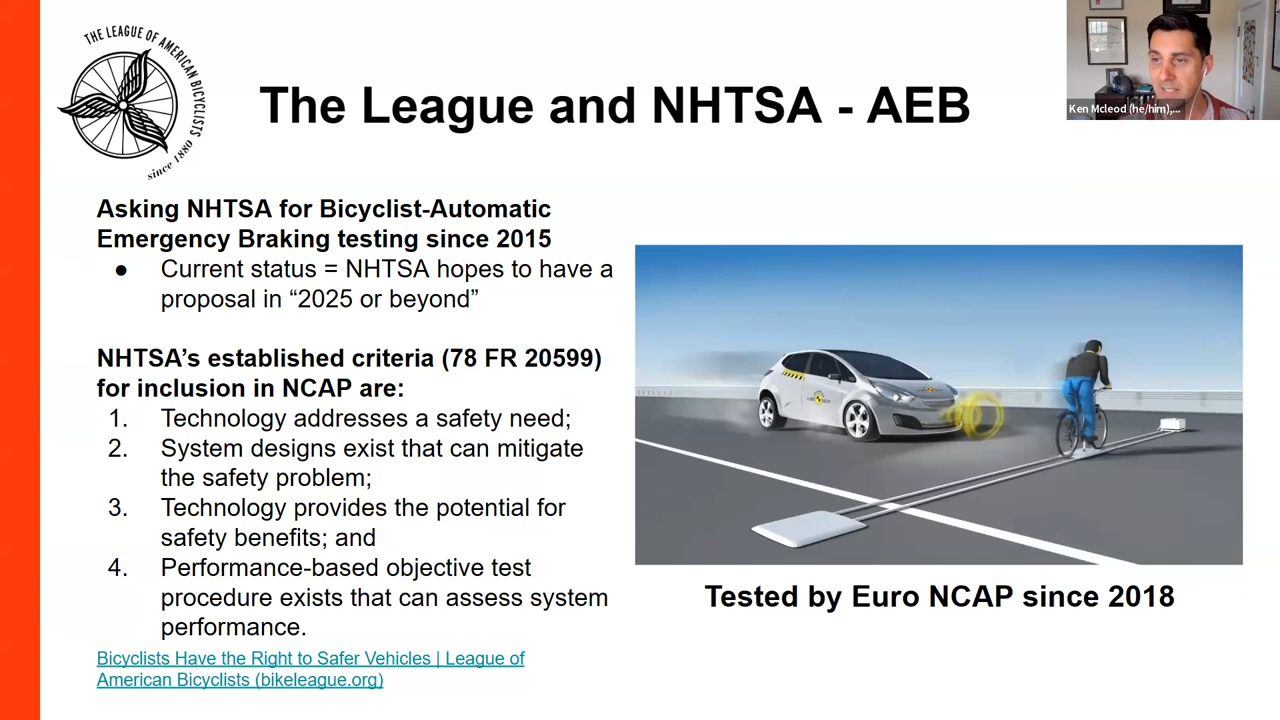 THE LEAGUE OF AMERICAN BICYCLISTS
since 1880
The League and NHTSA - AEB
Ken Mcleod (he/him),...
Asking NHTSA for Bicyclist-Automatic
Emergency Braking testing since 2015
● Current status = NHTSA hopes to have a
proposal in “2025 or beyond”
NHTSA’s established criteria (78 FR 20599)
for inclusion in NCAP are:
1. Technology addresses a safety need;
2. System designs exist that can mitigate
the safety problem;
3. Technology provides the potential for
safety benefits; and
4. Performance-based objective test
procedure exists that can assess system
performance.
Bicyclists Have the Right to Safer Vehicles | League of
American Bicyclists (bikeleague.org)
Tested by Euro NCAP since 2018